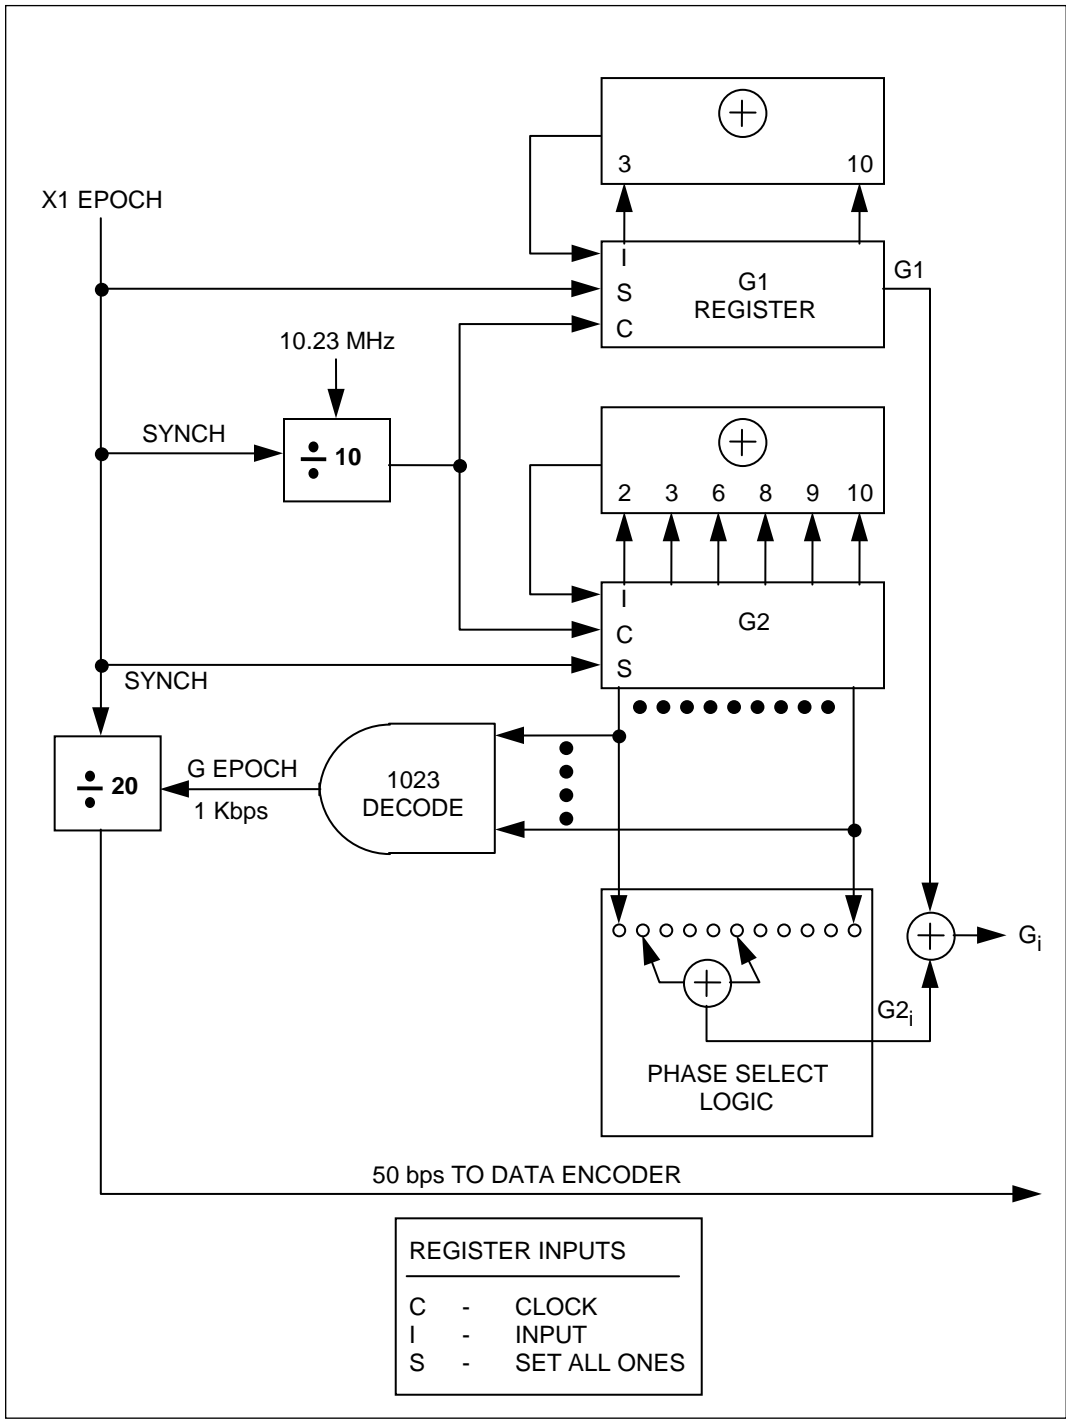 3 10
X1 EPOCH
I
S
C
G1
REGISTER
G1
10.23 MHz
SYNCH
÷ 10
2 3 6 8 9 10
I
C
S
G2
SYNCH
÷ 20
G EPOCH
1 Kbps
1023
DECODE
Gi
G2i
PHASE SELECT
LOGIC
50 bps TO DATA ENCODER
REGISTER INPUTS
C - CLOCK
I - INPUT
S - SET ALL ONES